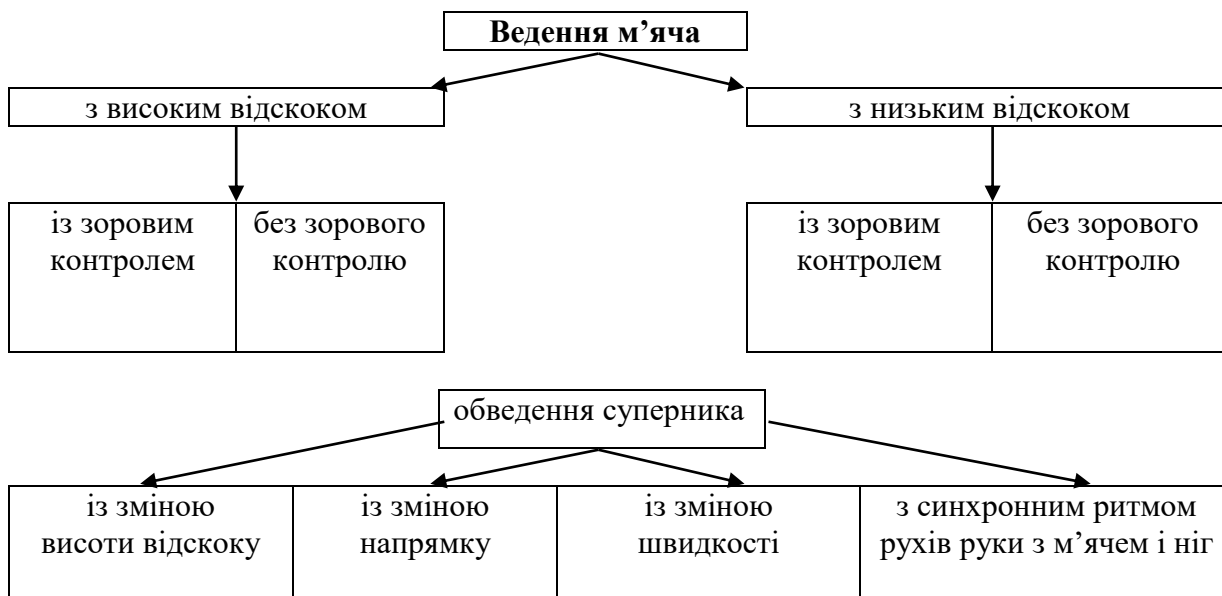 Ведення м’яча
з високим відскоком
з низьким відскоком
із зоровим
контролем
без зорового
контролю
із зоровим
контролем
без зорового
контролю
обведення суперника
із зміною
висоти відскоку
із зміною
напрямку
із зміною
швидкості
з синхронним ритмом
рухів руки з м’ячем і ніг